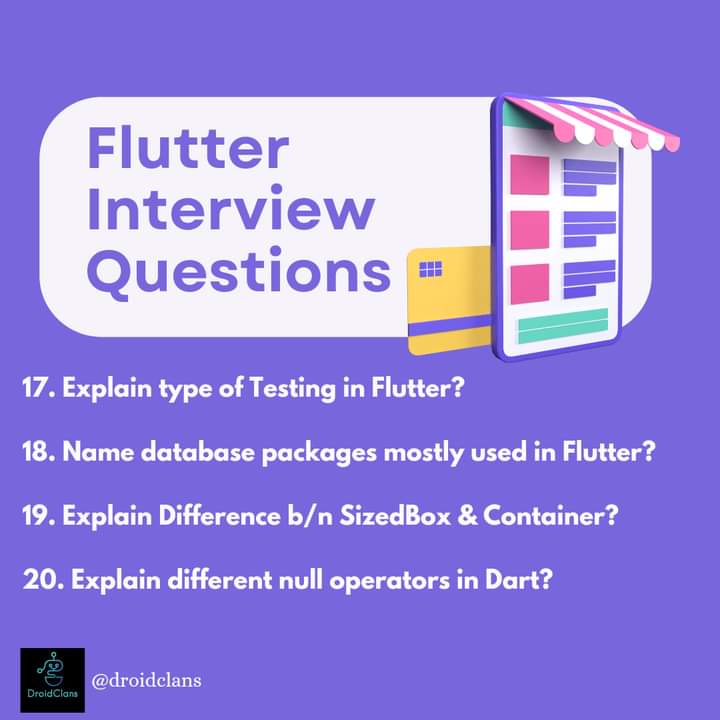 Flutter
Interview
Questions
17. Explain type of Testing in Flutter?
18. Name database packages mostly used in Flutter?
19. Explain Difference b/n SizedBox & Container?
20. Explain different null operators in Dart?
DroidClans
@droidclans